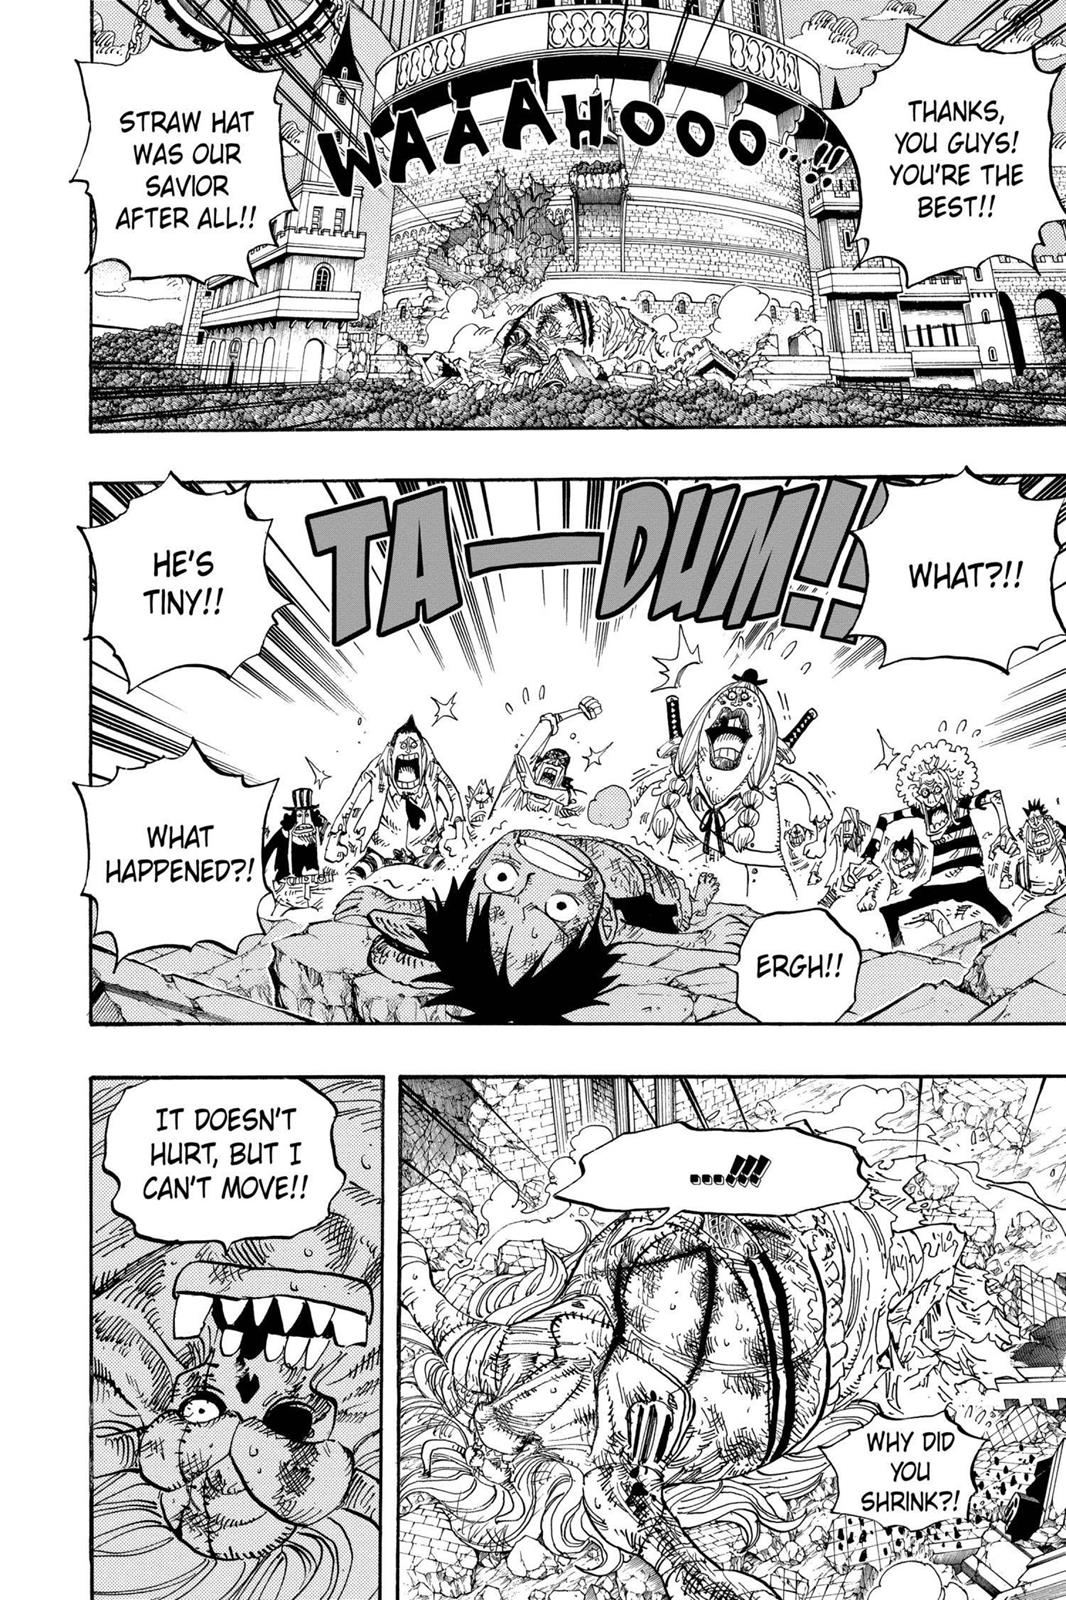 THANKS,
YOU GUYS!
YOU'RE THE
BEST!!
WAAAHOOO...!!
STRAW HAT
WAS OUR
SAVIOR
AFTER ALL!!
WHAT?!!
TA—DUM!!
HE'S
TINY!!
WHAT
HAPPENED?!
ERGH!!
...!!!
WHY DID
YOU
SHRINK?!
IT DOESN'T
HURT, BUT I
CAN'T MOVE!!